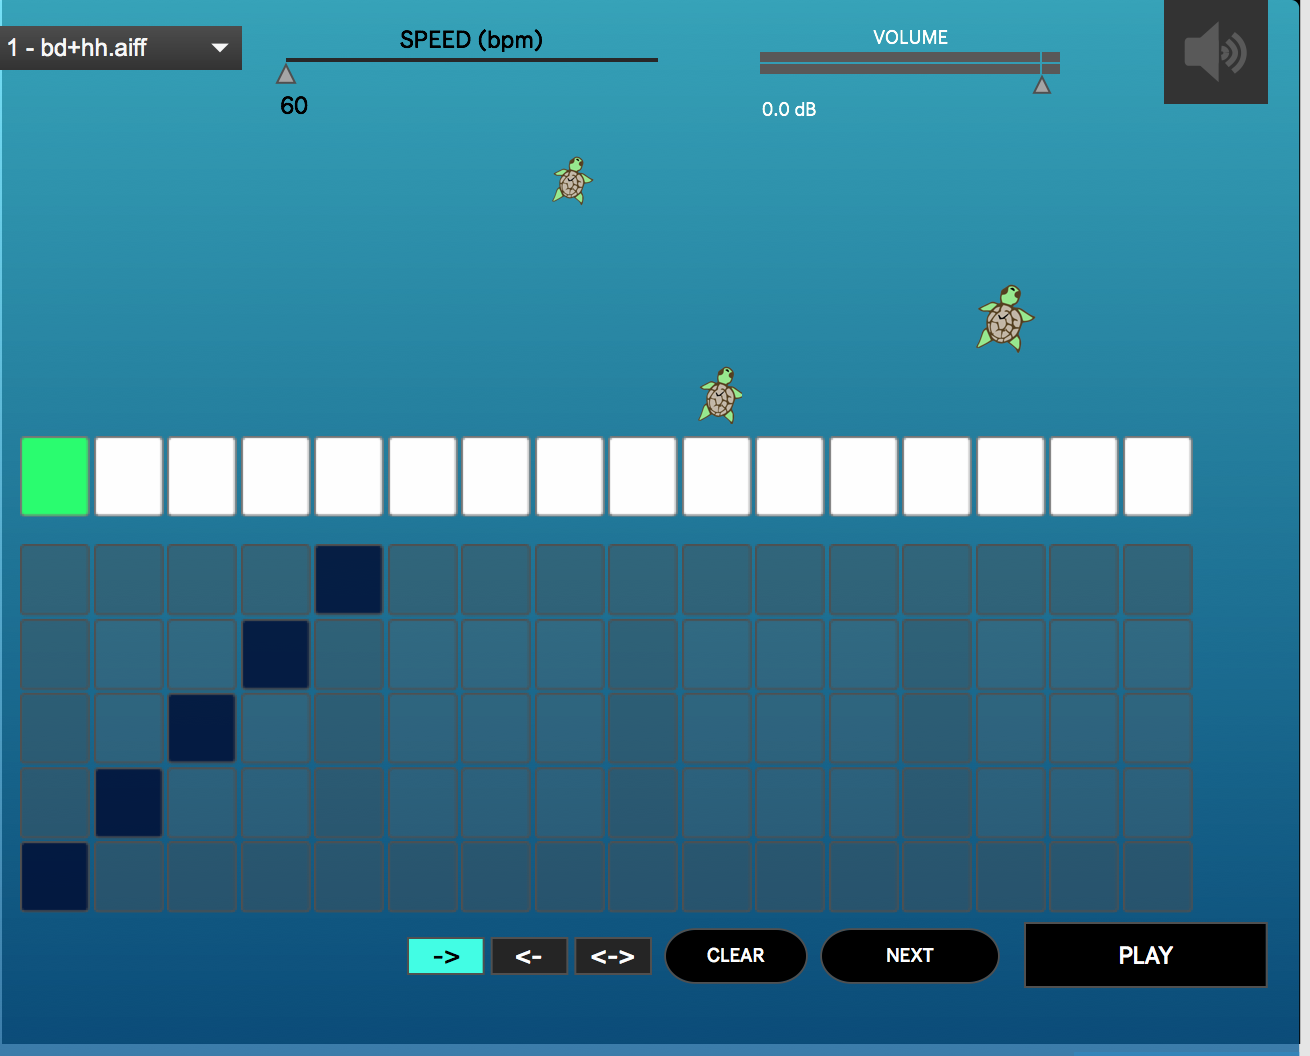 1 - bd+hh.aiff
SPEED (bpm)
60
VOLUME
0.0 dB
->
<-
<->
CLEAR
NEXT
PLAY